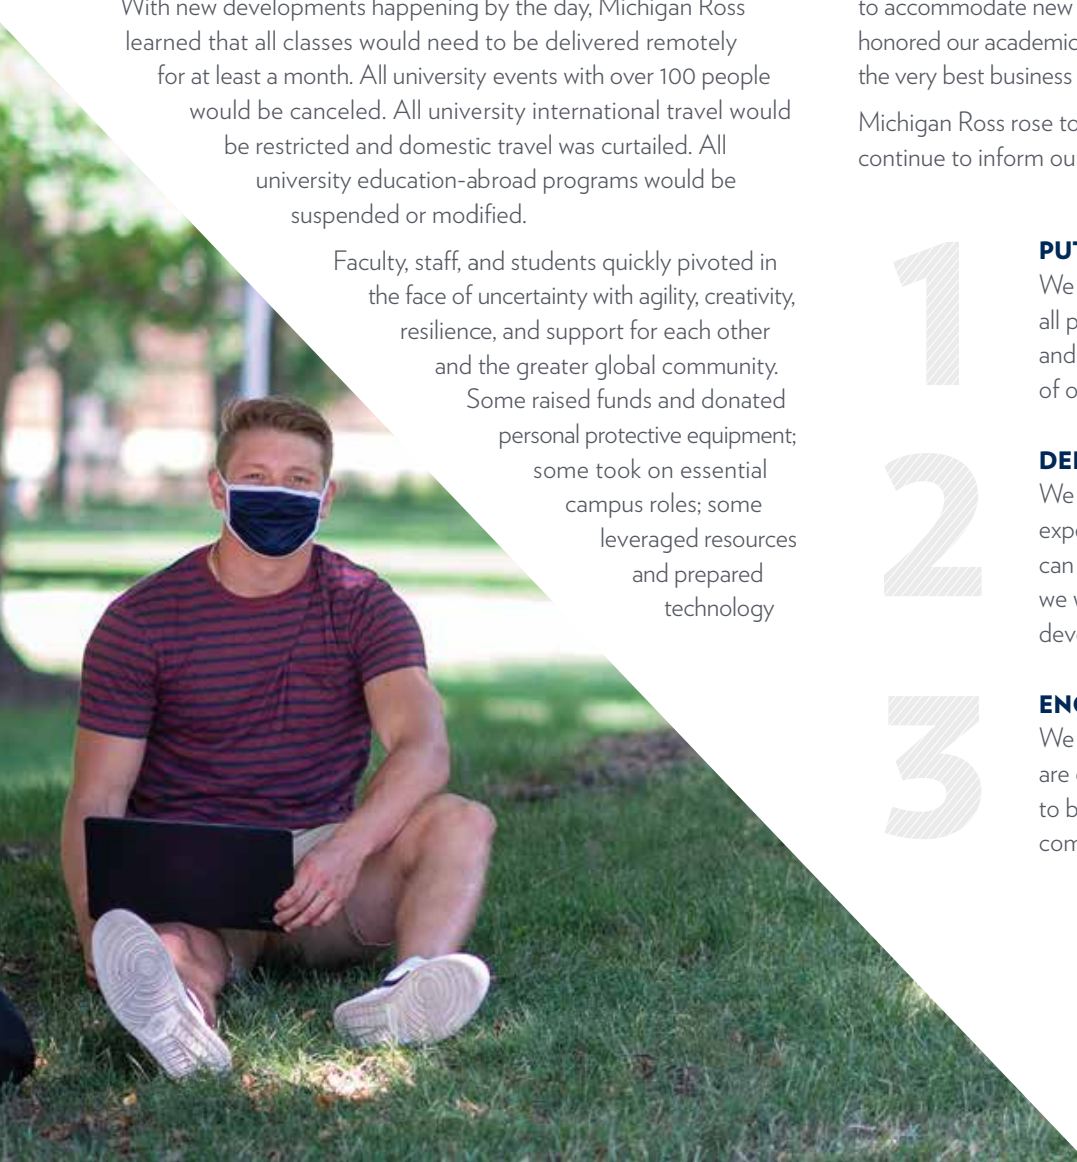 With new developments happening by the day, Michigan Ross
learned that all classes would need to be delivered remotely
for at least a month. All university events with over 100 people
would be canceled. All university international travel would
be restricted and domestic travel was curtailed. All
university education-abroad programs would be
suspended or modified.
Faculty, staff, and students quickly pivoted in
the face of uncertainty with agility, creativity,
resilience, and support for each other
and the greater global community.
Some raised funds and donated
personal protective equipment;
some took on essential
campus roles; some
leveraged resources
and prepared
technology
to accommodate new
honored our academic
the very best business
Michigan Ross rose to
continue to inform ou
1
PUT
We
all p
and
of o
2
DE
We
expe
can
we w
deve
3
ENG
We
are
to b
com